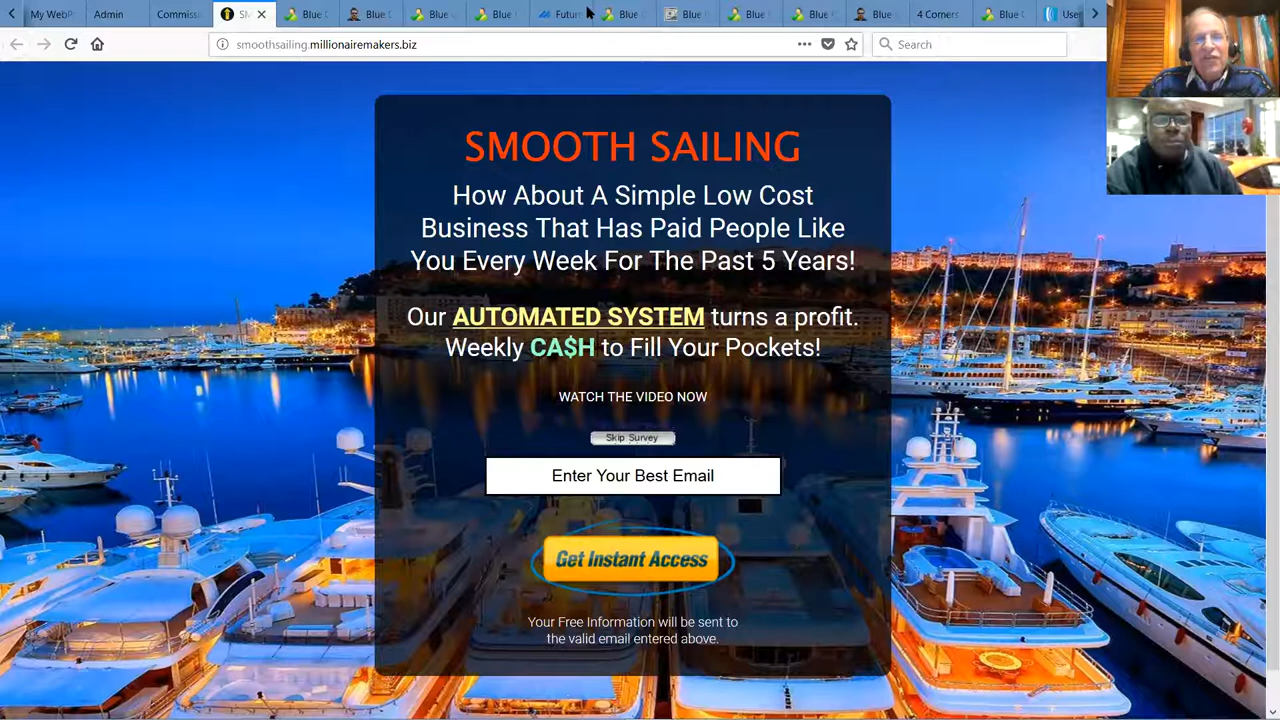 My WebP
Admin
Commissi
Sm
Blue D
Blue D
Blue
Blue
Futur
Blue
Blue
Blue
Blue
Blue
4 Corners
Blue
User
smoothsailing.millionairemakers.biz
Search
SMOOTH SAILING
How About A Simple Low Cost
Business That Has Paid People Like
You Every Week For The Past 5 Years!
Our AUTOMATED SYSTEM turns a profit.
Weekly CA$H to Fill Your Pockets!
WATCH THE VIDEO NOW
Skip Survey
Enter Your Best Email
Get Instant Access
Your Free Information will be sent to
the valid email entered above.